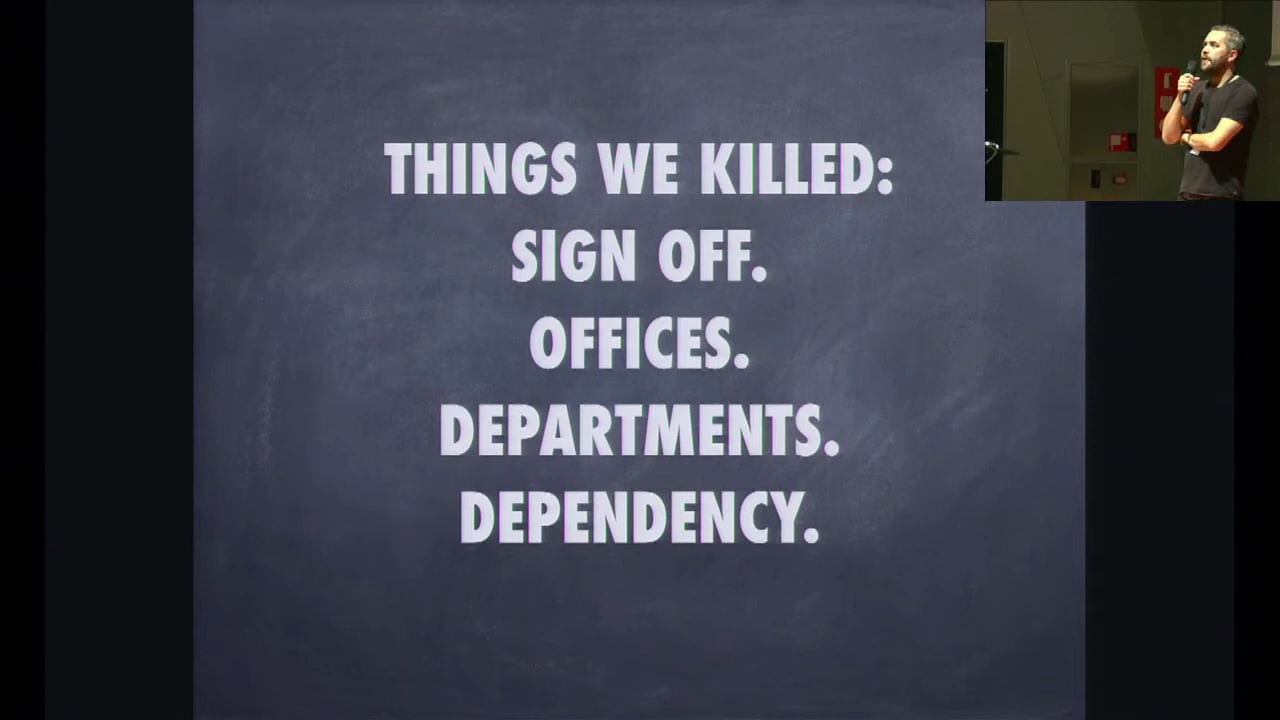 THINGS WE KILLED:
SIGN OFF.
OFFICES.
DEPARTMENTS.
DEPENDENCY.